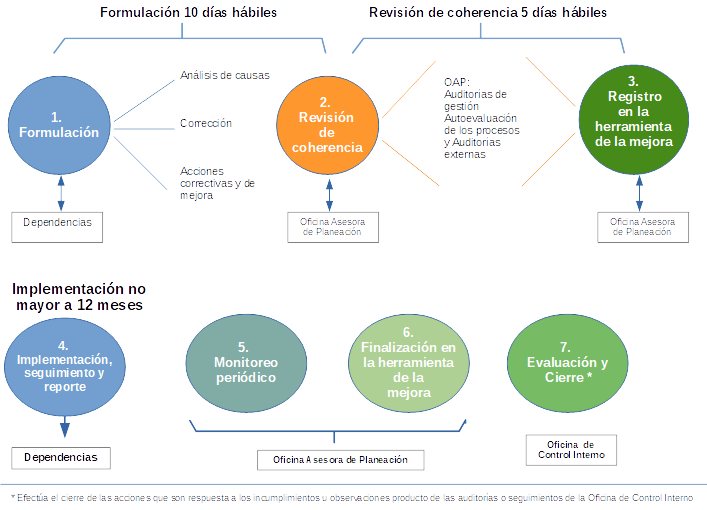 Formulación 10 días hábiles
Revisión de coherencia 5 días hábiles
1.
Formulación
Análisis de causas
Corrección
Acciones
correctivas y de
mejora
2.
Revisión
de
coherencia
OAP:
Auditorias de
gestión
Autoevaluación
de los procesos
y Auditorias
externas
3.
Registro
en la
herramienta
de la mejora
Dependencias
Oficina Asesora
de Planeación
Oficina Asesora
de Planeación
Implementación no
mayor a 12 meses
4.
Implementación,
seguimiento y
reporte
5.
Monitoreo
periódico
6.
Finalización en
la herramienta
de la
mejora
7.
Evaluación y
Cierre *
Dependencias
Oficina Asesora de Planeación
Oficina de
Control Interno
* Efectúa el cierre de las acciones que son respuesta a los incumplimientos u observaciones producto de las auditorias o seguimientos de la Oficina de Control Interno